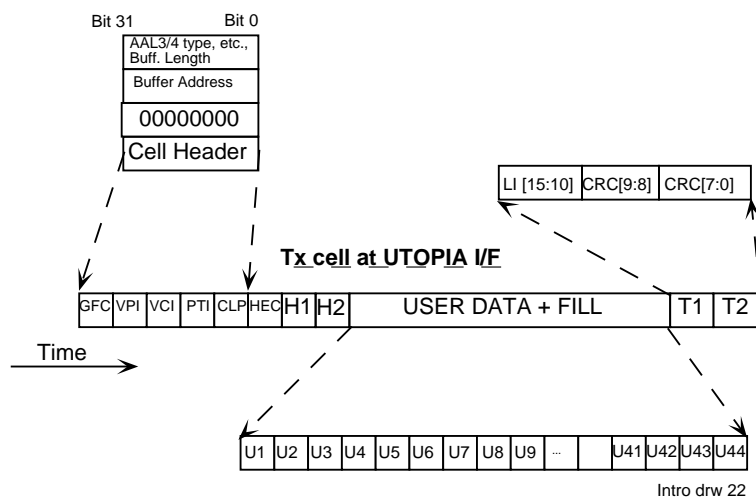 Bit 31 Bit 0
AAL3/4 type, etc.,
Buff. Length
Buffer Address
00000000
Cell Header
LI [15:10] CRC[9:8] CRC[7:0]
Tx cell at UTOPIA I/F
GFC VPI VCI PTI CLP HEC H1 H2 USER DATA + FILL T1 T2
Time
U1 U2 U3 U4 U5 U6 U7 U8 U9 ... U41 U42 U43 U44
Intro drw 22